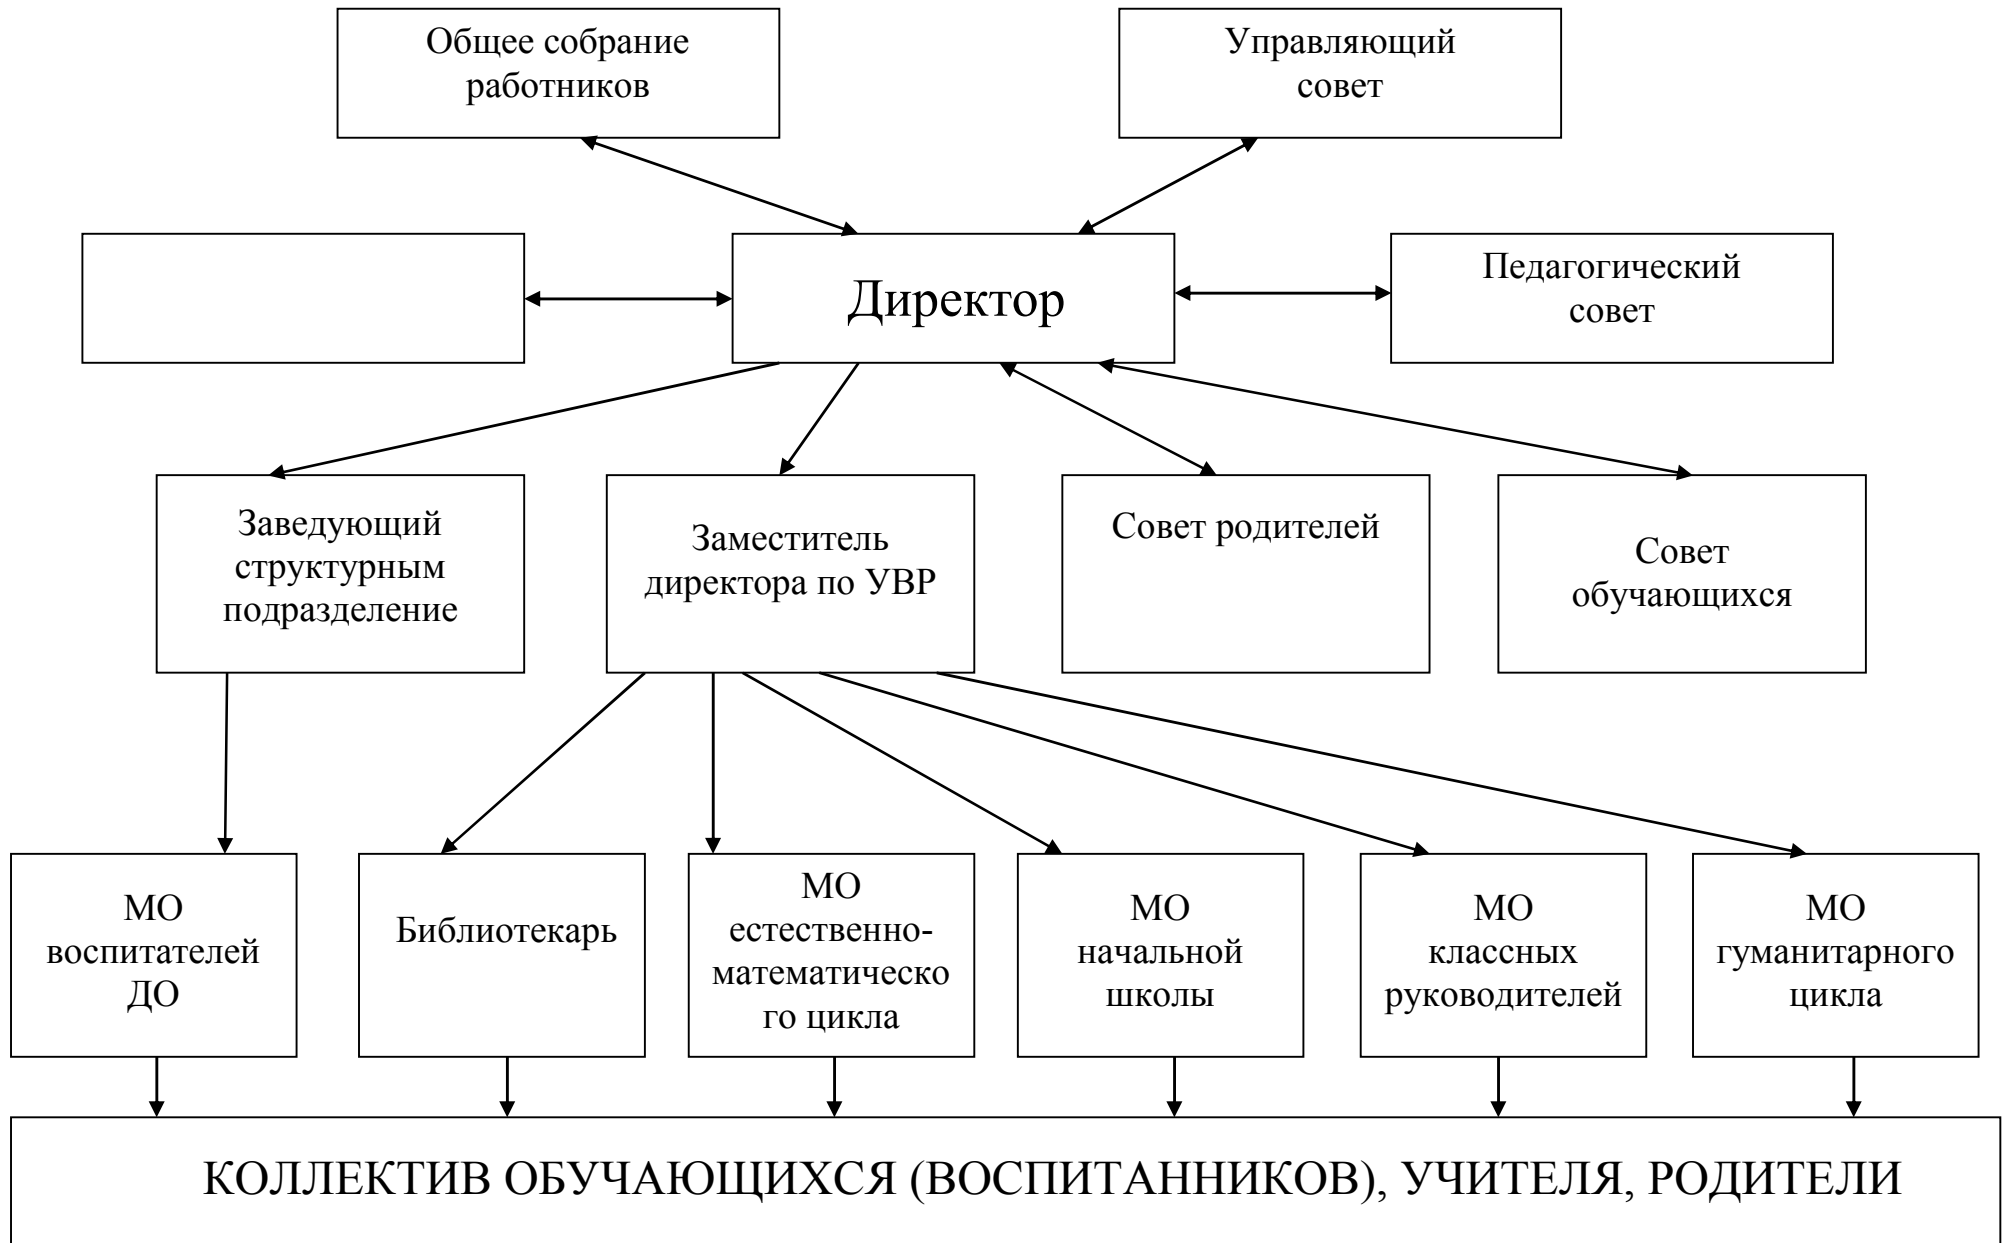 Общее собрание
работников
Управляющий
совет
Директор
Педагогический
совет
Заведующий
структурным
подразделение
Заместитель
директора по УВР
Совет родителей
Совет
обучающихся
МО
воспитателей
ДО
Библиотекарь
МО
естественно-
математическо
го цикла
МО
начальной
школы
МО
классных
руководителей
МО
гуманитарного
цикла
КОЛЛЕКТИВ ОБУЧАЮЩИХСЯ (ВОСПИТАННИКОВ), УЧИТЕЛЯ, РОДИТЕЛИ